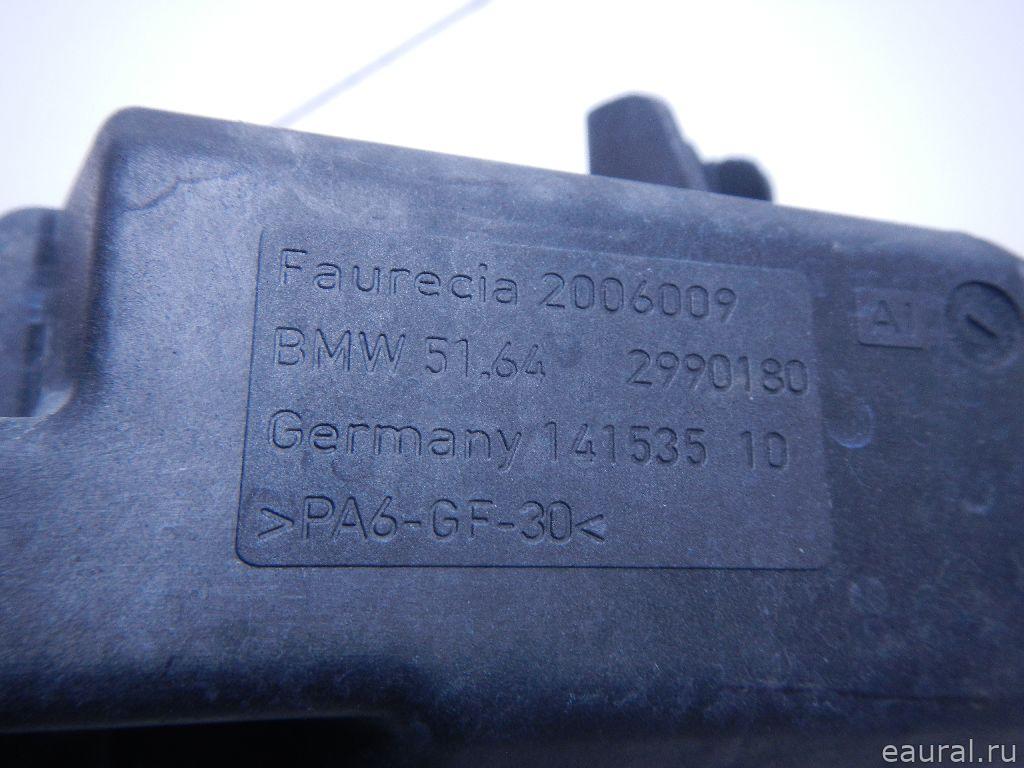 Faurecia 2006009
BMW 51.64 2990180
A1
Germany 141535 10
>PA6-GF-30<
eaural.ru